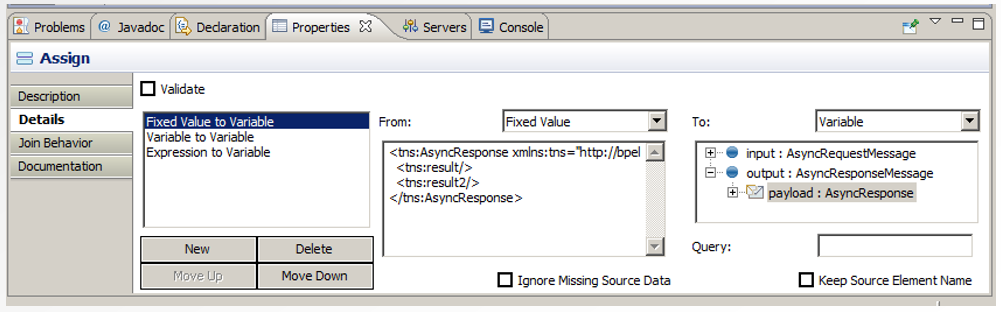 Problems @ Javadoc Declaration Properties Servers Console
Assign
Description
Details
Join Behavior
Documentation
Validate
Fixed Value to Variable
Variable to Variable
Expression to Variable
New Delete
Move Up Move Down
From: Fixed Value
<tns:AsyncResponse xmlns:tns="http://bpel
<tns:result/>
<tns:result2/>
</tns:AsyncResponse>
Ignore Missing Source Data
To: Variable
input : AsyncRequestMessage
output : AsyncResponseMessage
payload : AsyncResponse
Query:
Keep Source Element Name